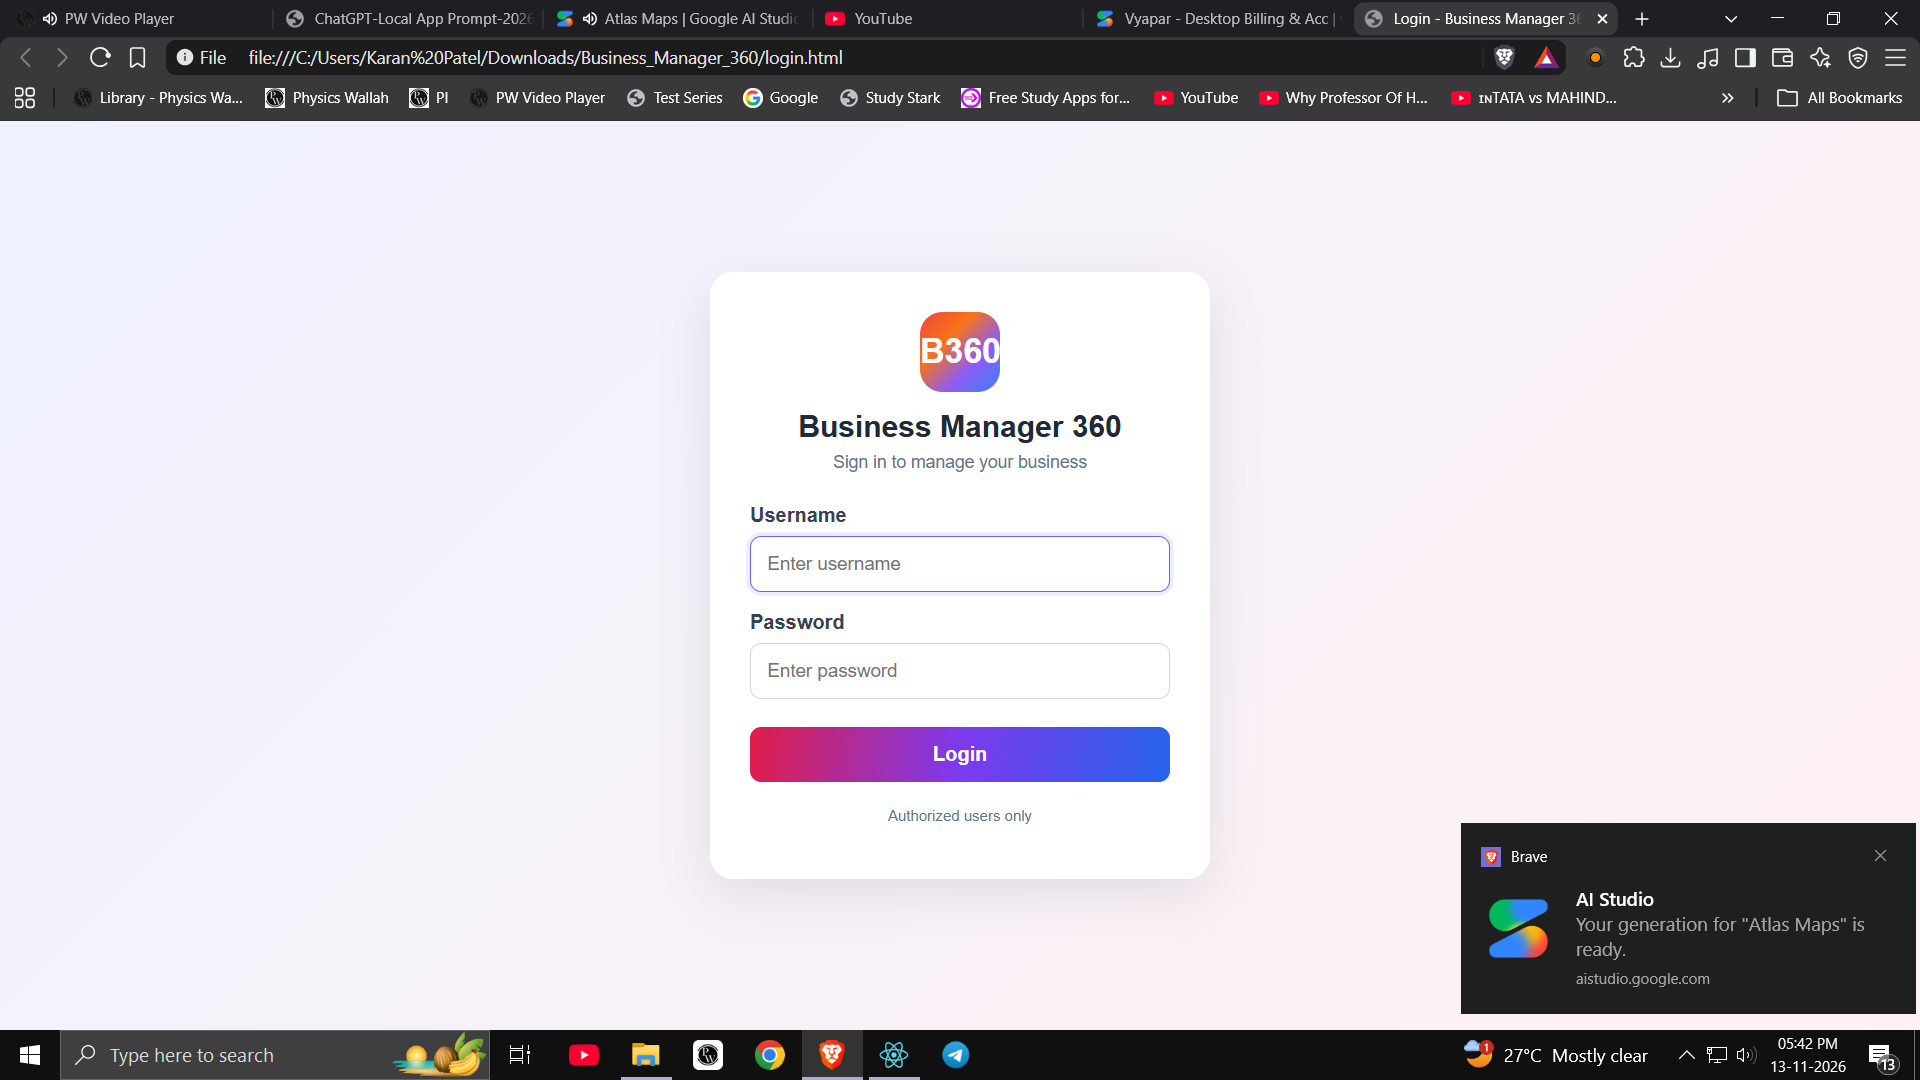 PW Video Player
ChatGPT-Local App Prompt-2026
Atlas Maps | Google AI Studio
YouTube
Vyapar - Desktop Billing & Acc |
Login - Business Manager 36
File
file:///C:/Users/Karan%20Patel/Downloads/Business_Manager_360/login.html
Library - Physics Wa...
Physics Wallah
PI
PW Video Player
Test Series
Google
Study Stark
Free Study Apps for...
YouTube
Why Professor Of H...
ɪɴTATA vs MAHIND...
»
All Bookmarks
B360
Business Manager 360
Sign in to manage your business
Username
Enter username
Password
Enter password
Login
Authorized users only
Brave
AI Studio
Your generation for "Atlas Maps" is
ready.
aistudio.google.com
Type here to search
1
27°C Mostly clear
05:42 PM
13-11-2026
13